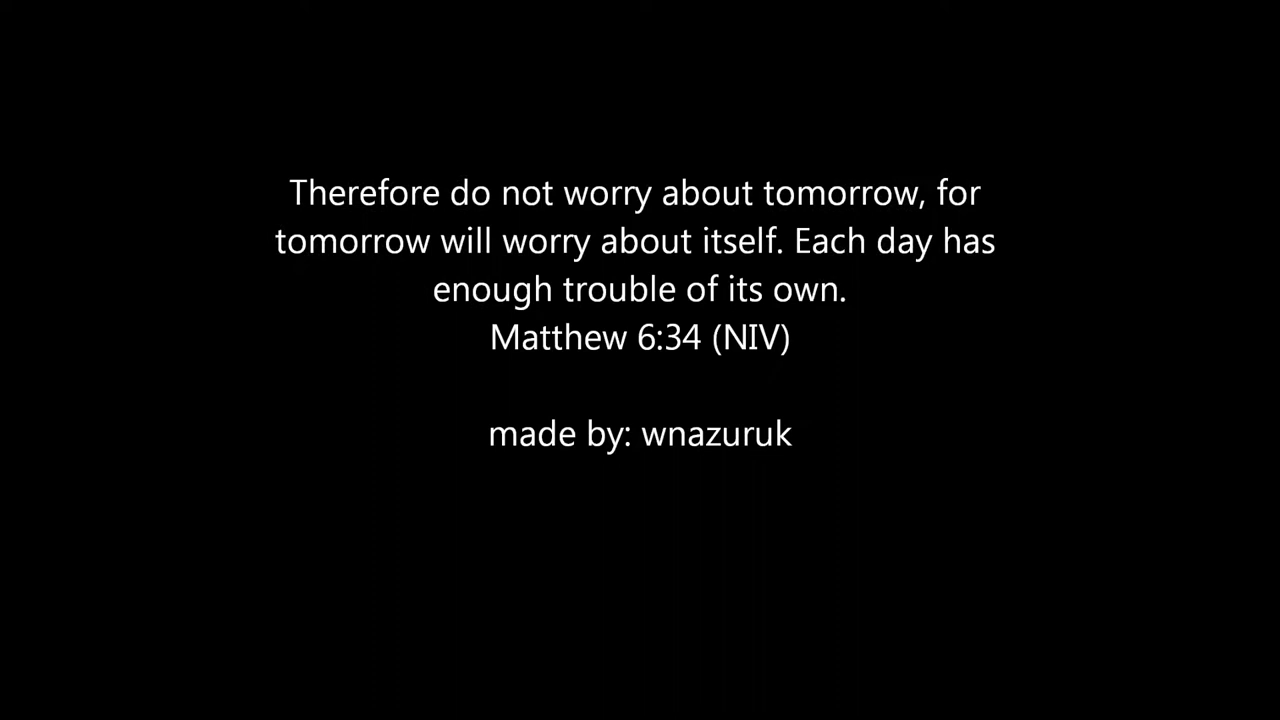 Therefore do not worry about tomorrow, for
tomorrow will worry about itself. Each day has
enough trouble of its own.
Matthew 6:34 (NIV)
made by: wnazuruk